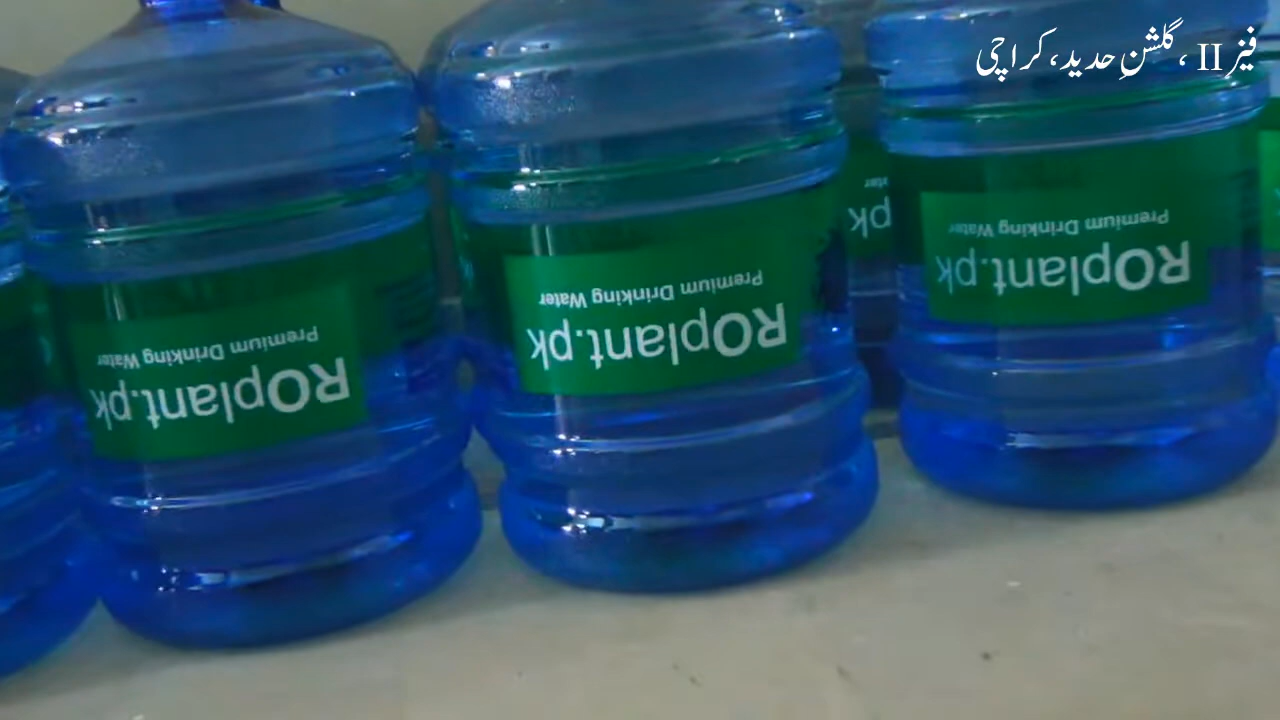 فیز II ، گلشنِ حدید، کراچی
ROplant.pk
Premium Drinking Water
ROplant.pk
Premium Drinking Water
pk
ROplant.pk
Premium Drinking Water